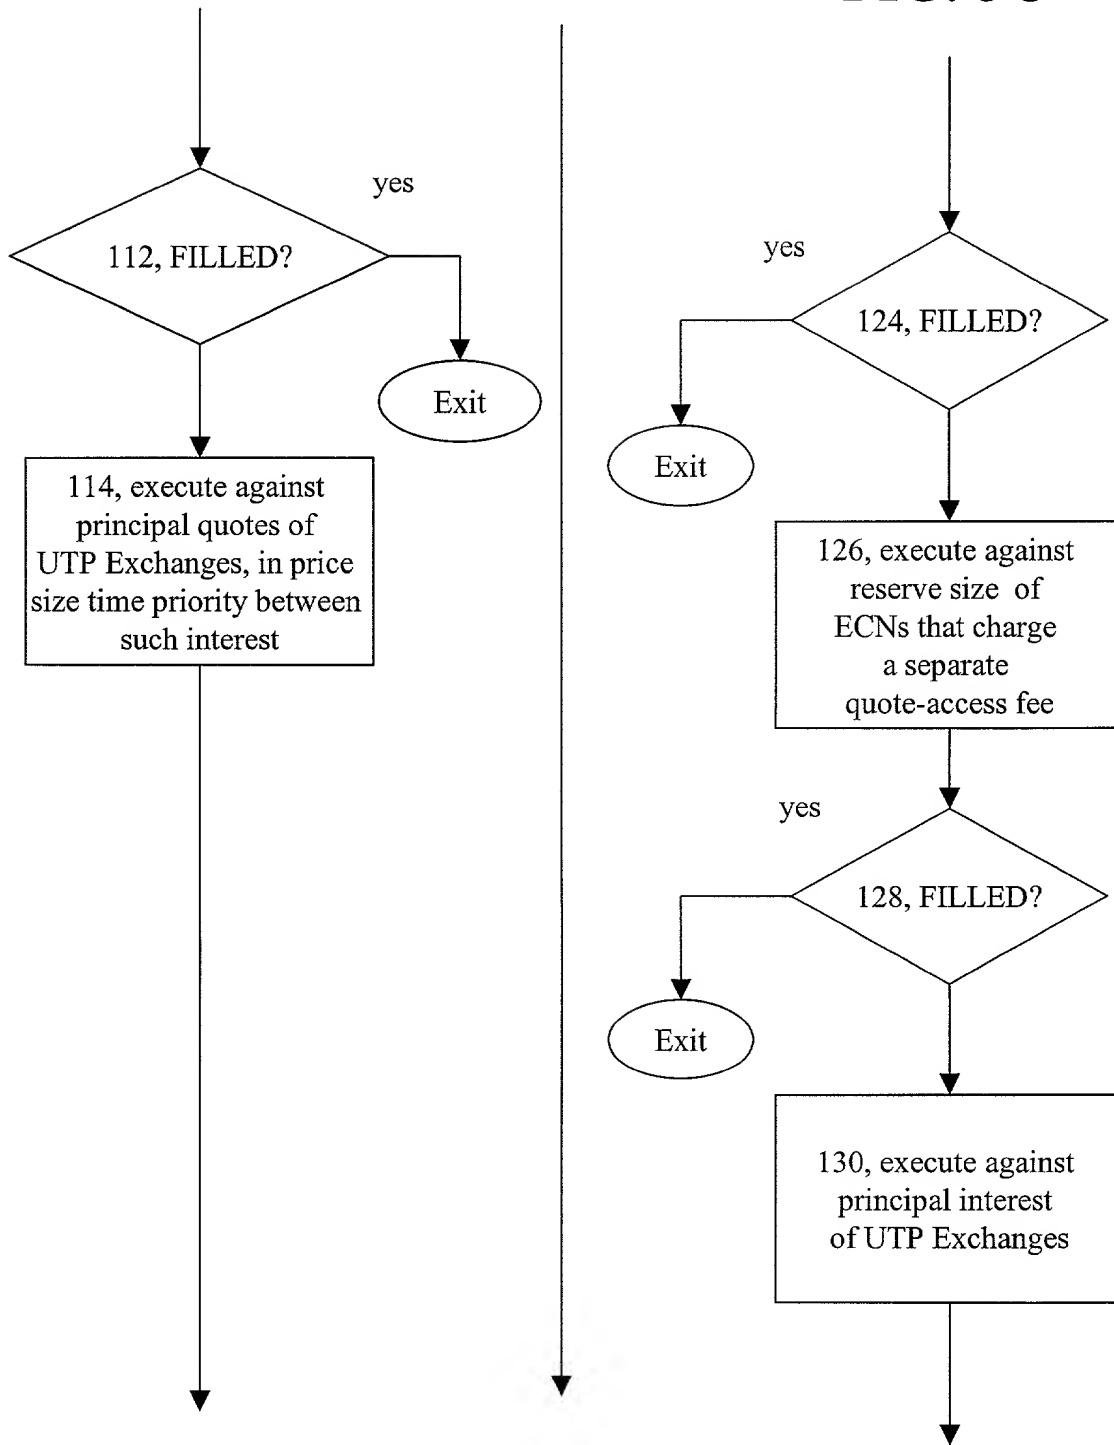 yes
112, FILLED?
Exit
114, execute against
principal quotes of
UTP Exchanges, in price
size time priority between
such interest
yes
124, FILLED?
Exit
126, execute against
reserve size of
ECNs that charge
a separate
quote-access fee
yes
128, FILLED?
Exit
130, execute against
principal interest
of UTP Exchanges